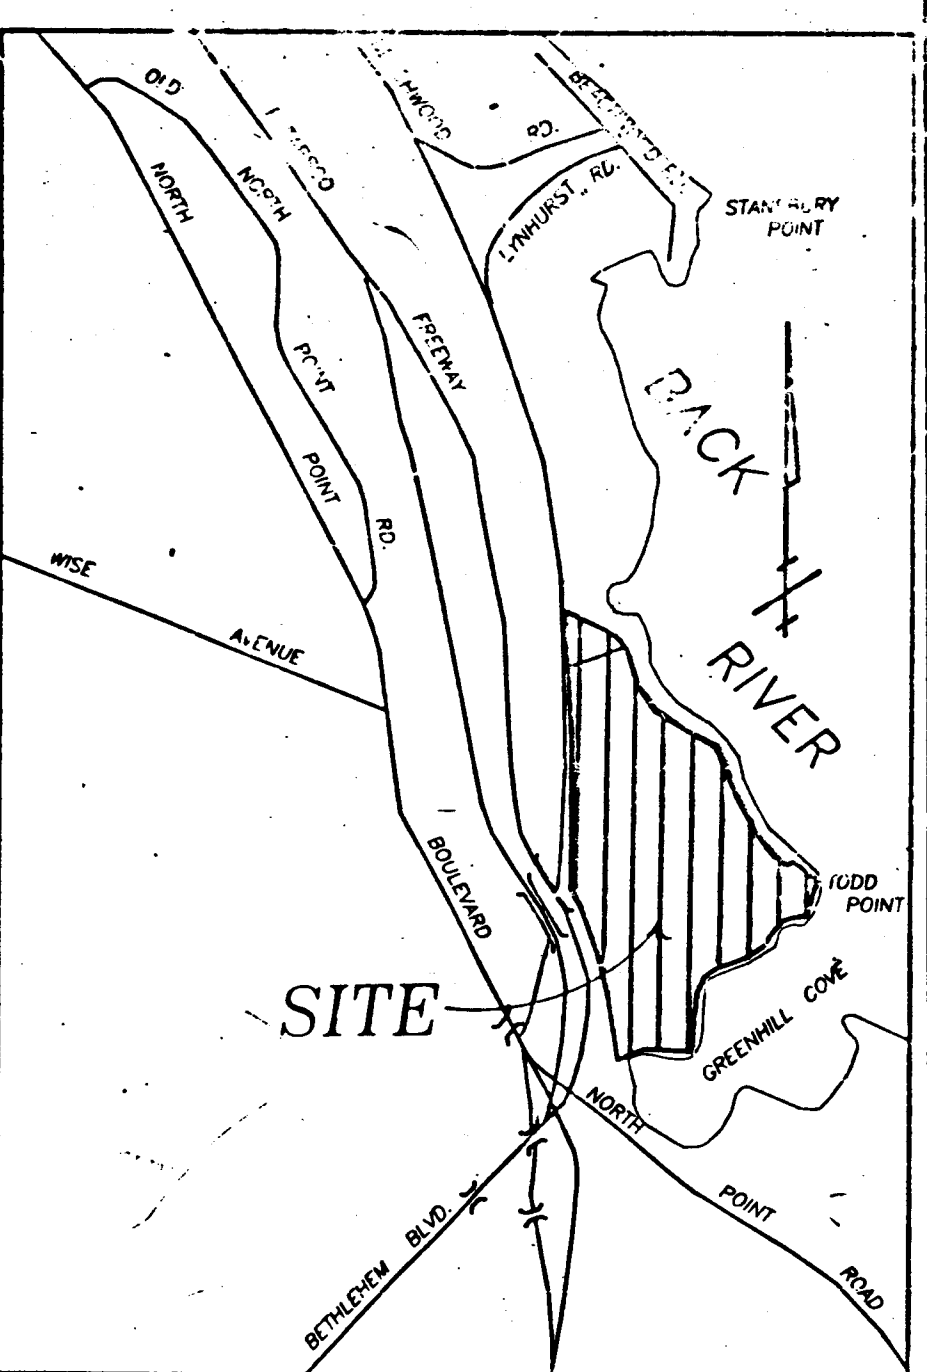 OLD
NORTH
POINT
RD.
NORTH
POINT
BOULEVARD
FREEWAY
RD.
LYNHURST RD.
POINT
BACK
RIVER
WISE
AVENUE
TODD
POINT
SITE
GREENHILL COVE
NORTH
POINT
ROAD
BETHLEHEM BLVD.